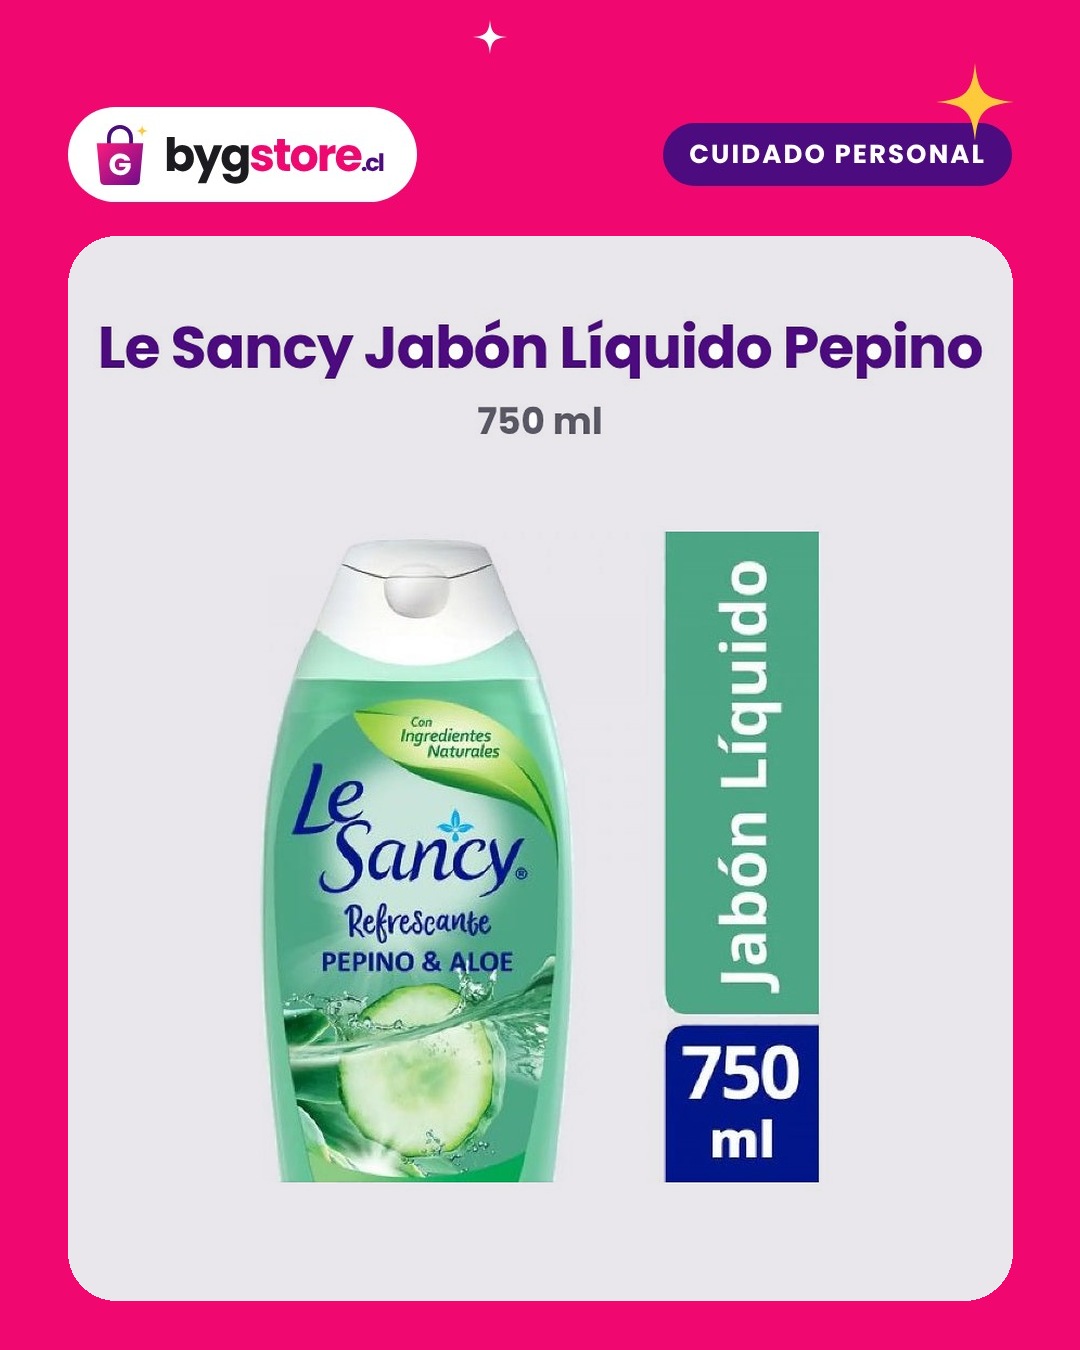 G bygstore.cl
CUIDADO PERSONAL
Le Sancy Jabón Líquido Pepino
750 ml
Con
Ingredientes
Naturales
Le
Sancy®
Refrescante
PEPINO & ALOE
Jabón Líquido
750
ml